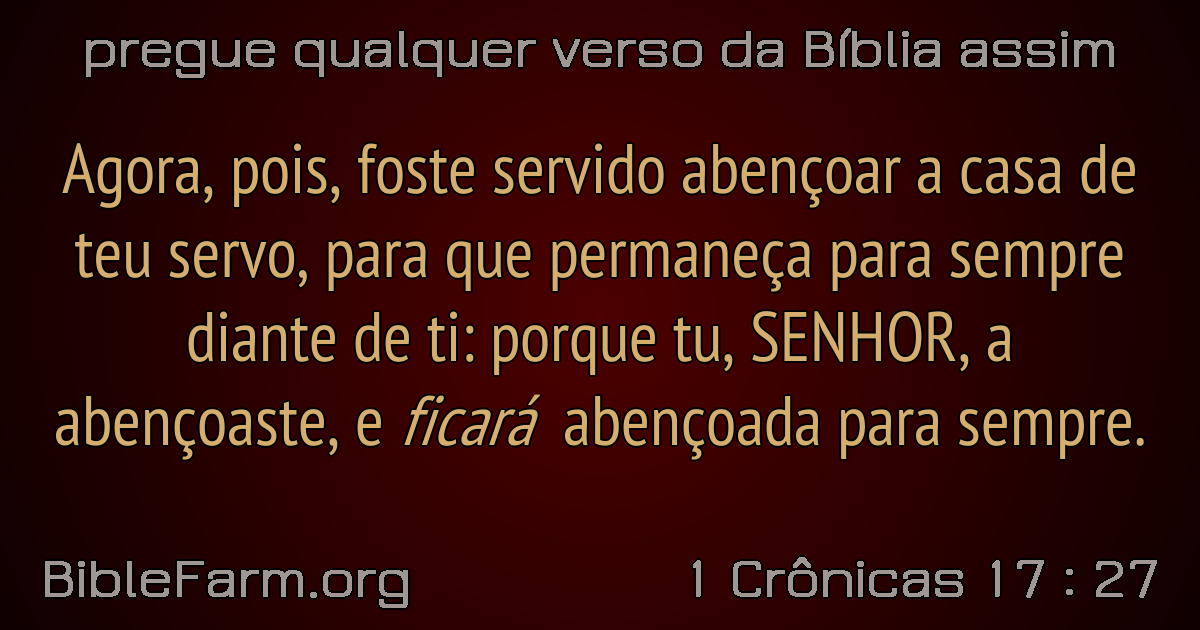 pregue qualquer verso da Bíblia assim
Agora, pois, foste servido abençoar a casa de
teu servo, para que permaneça para sempre
diante de ti: porque tu, SENHOR, a
abençoaste, e ficará abençoada para sempre.
BibleFarm.org
1 Crônicas 17 : 27